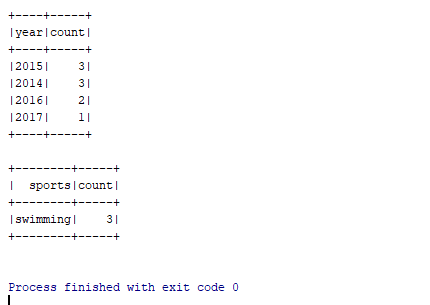 +----+-----+
|year|count|
+----+-----+
|2015|    3|
|2014|    3|
|2016|    2|
|2017|    1|
+----+-----+
+--------+-----+
|  sports|count|
+--------+-----+
|swimming|    3|
+--------+-----+
Process finished with exit code 0